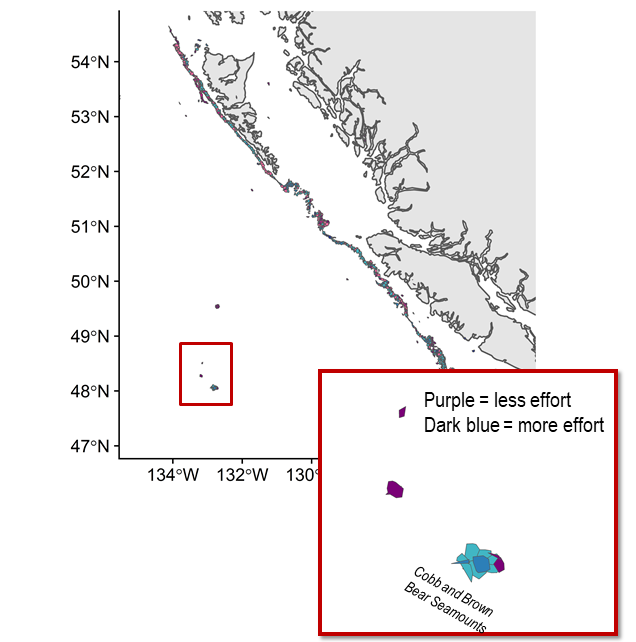 54°N
53°N
52°N
51°N
50°N
49°N
48°N
47°N
134°W
132°W
130°
Purple = less effort
Dark blue = more effort
Cobb and Brown
Bear Seamounts